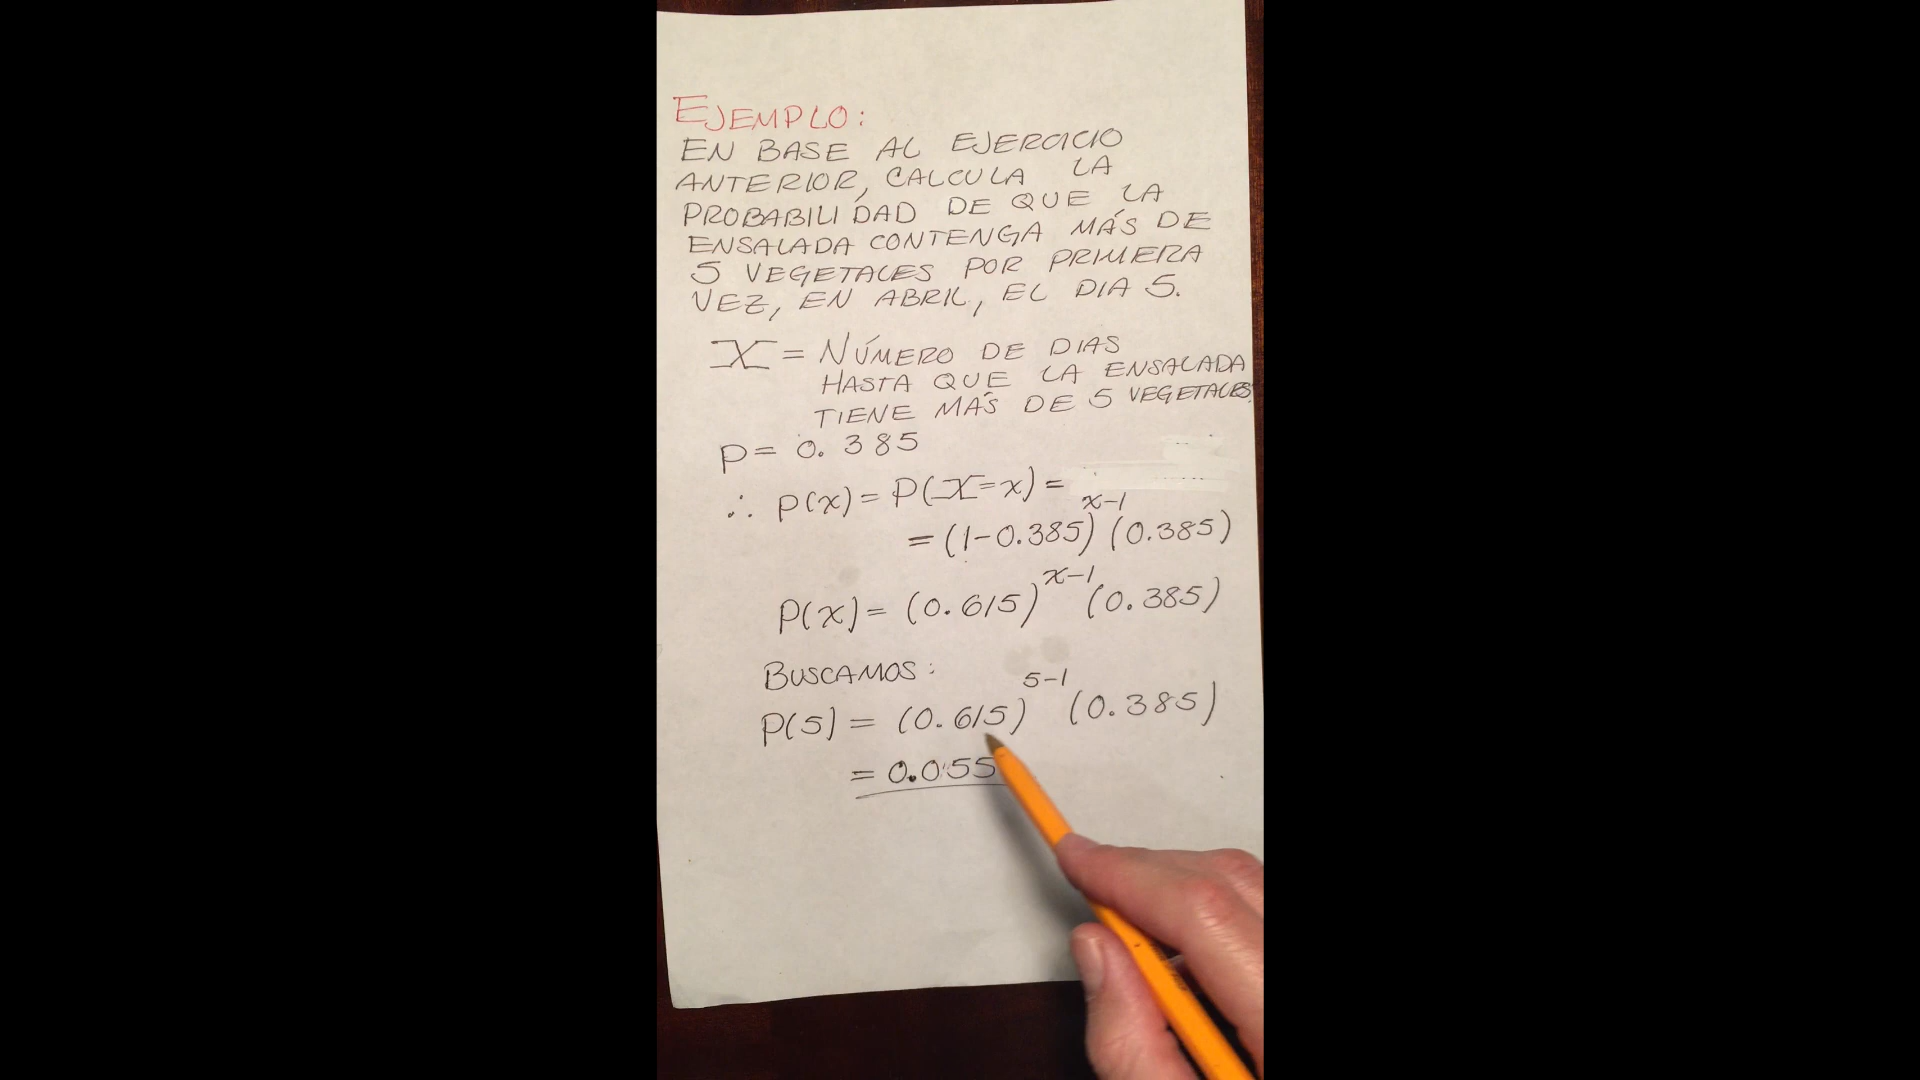 EJEMPLO:
EN BASE AL EJERCICIO
ANTERIOR, CALCULA LA
PROBABILIDAD DE QUE LA
ENSALADA CONTENGA MÁS DE
5 VEGETALES POR PRIMERA
VEZ, EN ABRIL, EL DIA 5.
X = NÚMERO DE DIAS
HASTA QUE LA ENSALADA
TIENE MÁS DE 5 VEGETALES.
p = 0.385
∴ p(x) = P(X=x) =
= (1-0.385)^{x-1} (0.385)
P(x) = (0.615)^{x-1} (0.385)
BUSCAMOS:
P(5) = (0.615)^{5-1} (0.385)
= 0.055